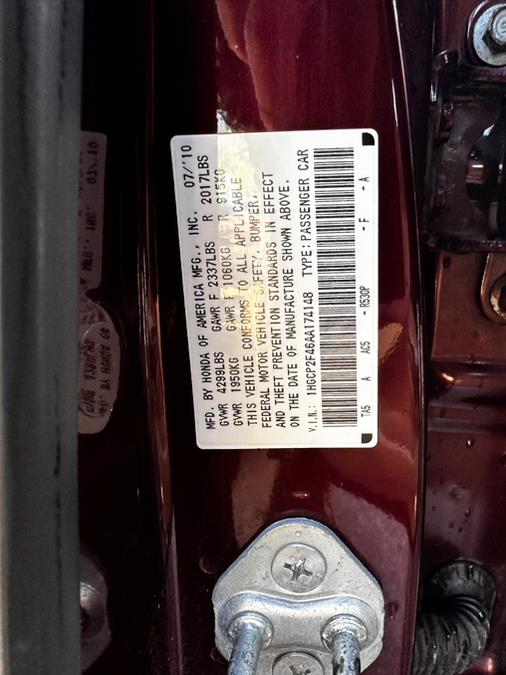 MFD. BY HONDA OF AMERICA MFG., INC. 07/'10
GVWR 4299LBS GAWR F 2337LBS R 2017LBS
GVWR 1950KG GAWR F 1060KG R 915KG
THIS VEHICLE CONFORMS TO ALL APPLICABLE
FEDERAL MOTOR VEHICLE SAFETY, BUMPER,
AND THEFT PREVENTION STANDARDS IN EFFECT
ON THE DATE OF MANUFACTURE SHOWN ABOVE.
V.I.N.: 1HGCP2F46AA174148 TYPE: PASSENGER CAR
TA5 A AC5 - R530P - F - A